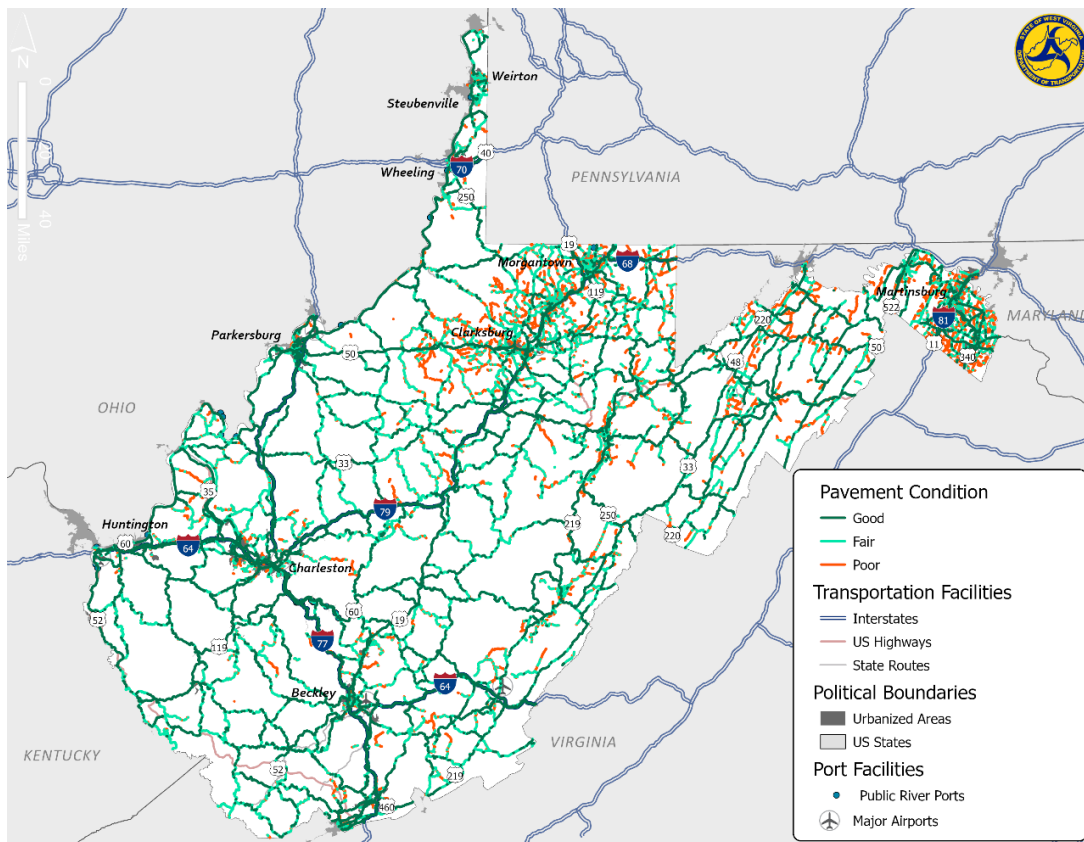 STATE OF WEST VIRGINIA
DEPARTMENT OF TRANSPORTATION
N
0
20
40
Miles
Weirton
Steubenville
40
Wheeling
70
250
PENNSYLVANIA
19
Morgantown
68
119
Martinsburg
522
81
MARYLAND
220
11
340
Parkersburg
Clarksburg
50
48
50
OHIO
33
33
35
79
219
250
220
Huntington
60
64
Charleston
52
60
19
119
77
Beckley
64
KENTUCKY
VIRGINIA
52
219
460
Pavement Condition
Good
Fair
Poor
Transportation Facilities
Interstates
US Highways
State Routes
Political Boundaries
Urbanized Areas
US States
Port Facilities
Public River Ports
Major Airports